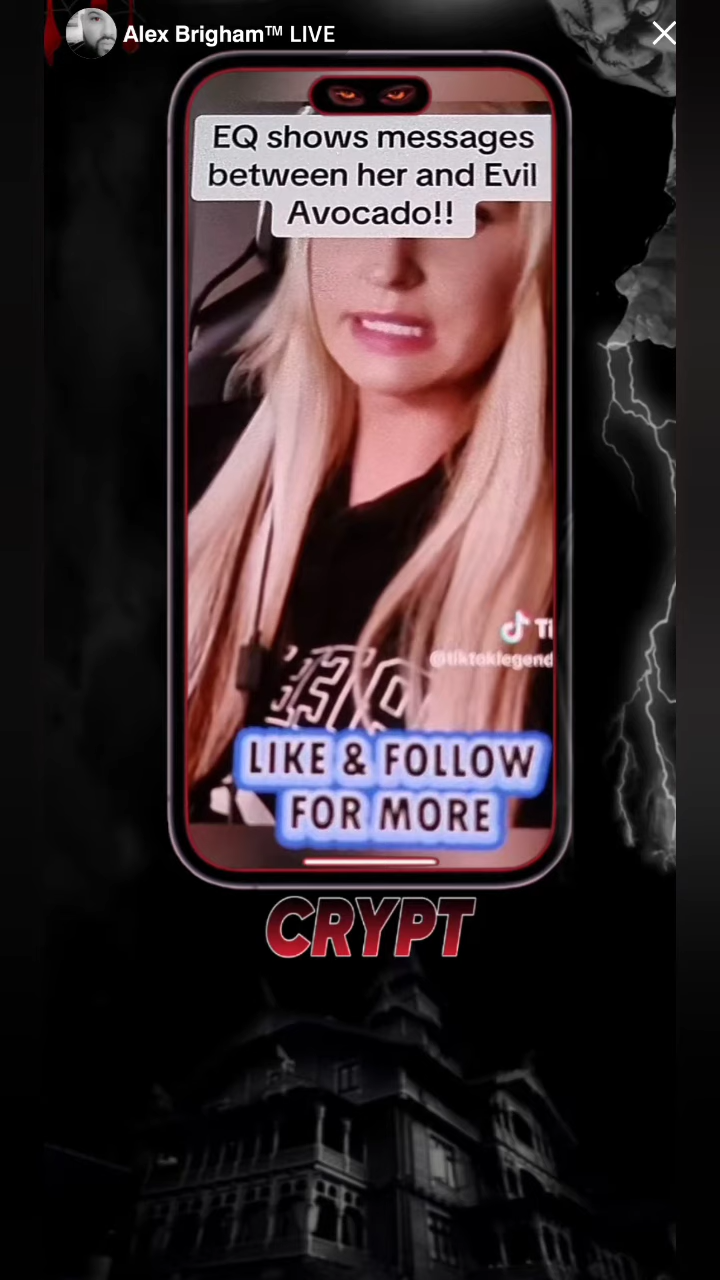 Alex Brigham™ LIVE
EQ shows messages
between her and Evil
Avocado!!
@tiktoklegend
LIKE & FOLLOW
FOR MORE
CRYPT